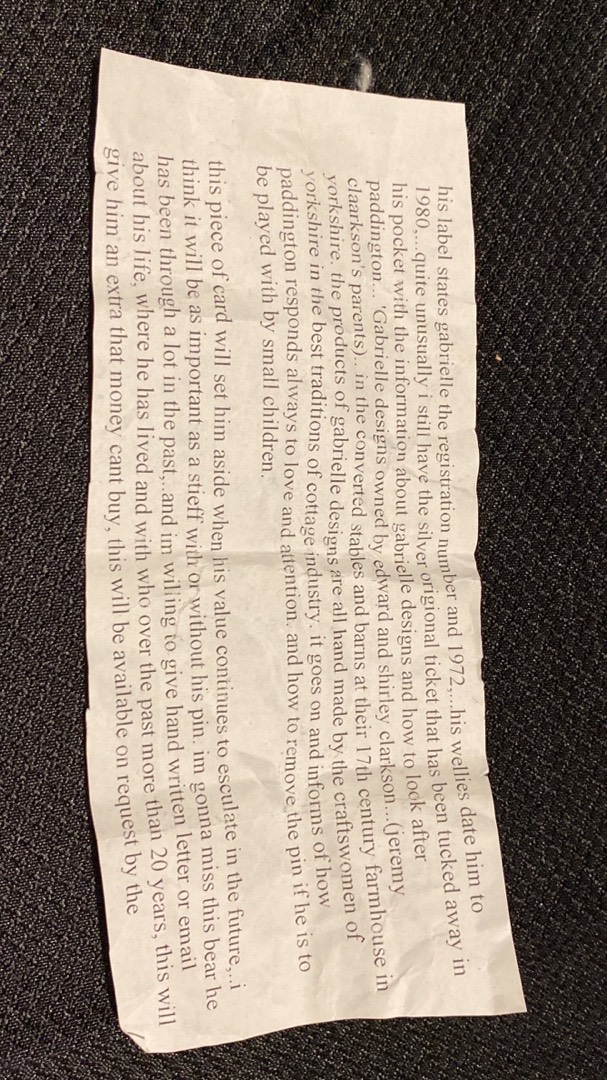 his label states gabrielle the registration number and 1972,...his wellies date him to
1980,...quite unusually i still have the silver origional ticket that has been tucked away in
his pocket with the information about gabrielle designs and how to look after
paddington... 'Gabrielle designs owned by edward and shirley clarkson...(jeremy
claarkson's parents).. in the converted stables and barns at their 17th century farmhouse in
yorkshire. the products of gabrielle designs are all hand made by the craftswomen of
yorkshire in the best traditions of cottage industry. it goes on and informs of how
paddington responds always to love and attention. and how to remove the pin if he is to
be played with by small children.
this piece of card will set him aside when his value continues to esculate in the future,..i
think it will be as important as a stieff with or without his pin. im gonna miss this bear he
has been through a lot in the past,..and im willing to give hand written letter or email
about his life, where he has lived and with who over the past more than 20 years, this will
give him an extra that money cant buy, this will be available on request by the